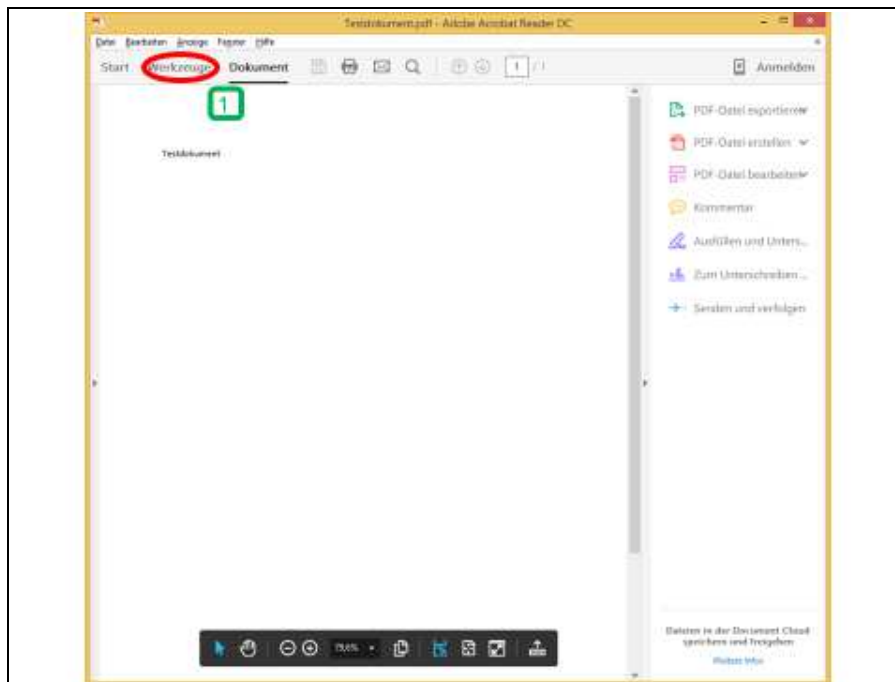 Testdokument.pdf - Adobe Acrobat Reader DC
Datei Bearbeiten Anzeige Fenster Hilfe
Start Werkzeuge Dokument 1 / 1 Anmelden
1
Testdokument
PDF-Datei exportieren
PDF-Datei erstellen
PDF-Datei bearbeiten
Kommentar
Ausfüllen und Unters...
Zum Unterschreiben ...
Senden und verfolgen
Dateien in der Document Cloud
speichern und freigeben
Weitere Infos